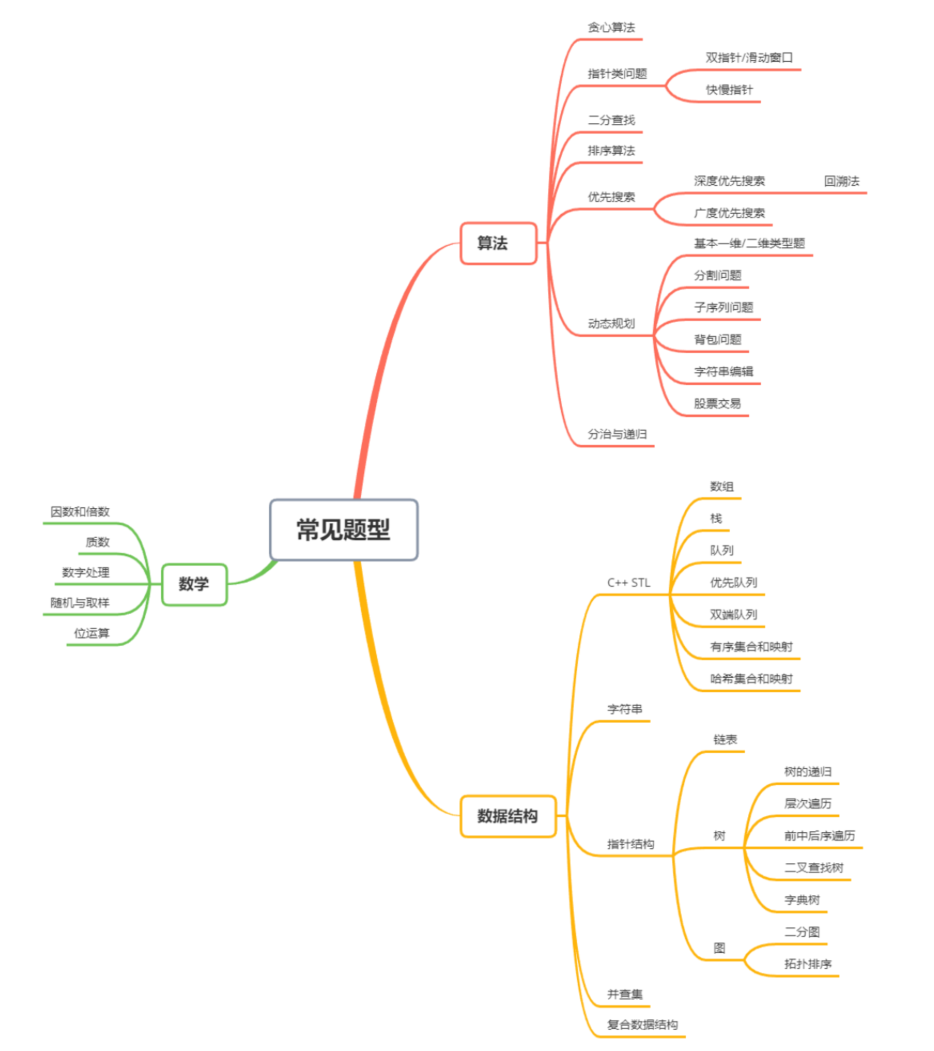 常见题型
算法
贪心算法
指针类问题
双指针/滑动窗口
快慢指针
二分查找
排序算法
优先搜索
深度优先搜索
回溯法
广度优先搜索
动态规划
基本一维/二维类型题
分割问题
子序列问题
背包问题
字符串编辑
股票交易
分治与递归
数学
因数和倍数
质数
数字处理
随机与取样
位运算
数据结构
C++ STL
数组
栈
队列
优先队列
双端队列
有序集合和映射
哈希集合和映射
字符串
指针结构
链表
树
树的递归
层次遍历
前中后序遍历
二叉查找树
字典树
图
二分图
拓扑排序
并查集
复合数据结构